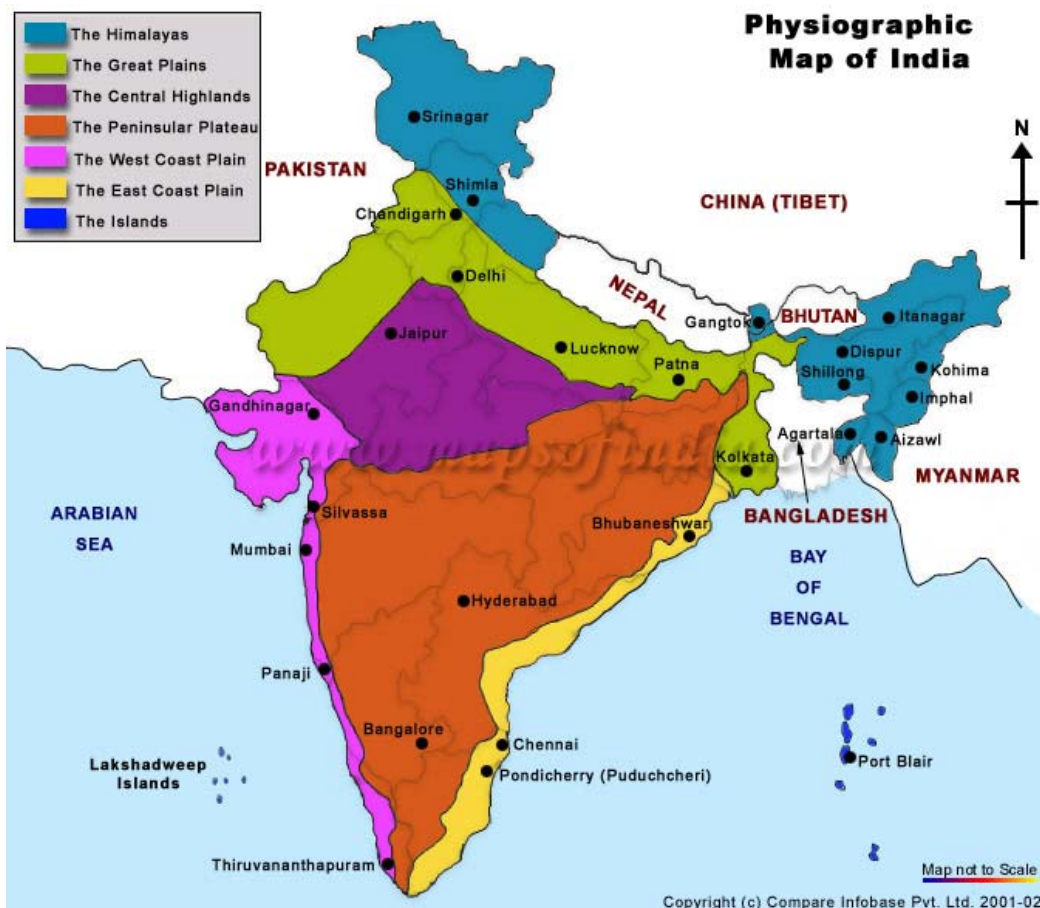 Physiographic
Map of India
The Himalayas
The Great Plains
The Central Highlands
The Peninsular Plateau
The West Coast Plain
The East Coast Plain
The Islands
N
PAKISTAN
CHINA (TIBET)
NEPAL
BHUTAN
BANGLADESH
MYANMAR
Srinagar
Shimla
Chandigarh
Delhi
Jaipur
Lucknow
Patna
Gangtok
Itanagar
Dispur
Shillong
Kohima
Imphal
Agartala
Aizawl
Gandhinagar
www.mapsofindia.com
Kolkata
Silvassa
Bhubaneshwar
Mumbai
Hyderabad
Panaji
Bangalore
Chennai
Pondicherry (Puduchcheri)
Port Blair
Thiruvananthapuram
ARABIAN
SEA
BAY
OF
BENGAL
Lakshadweep
Islands
Map not to Scale
Copyright (c) Compare Infobase Pvt. Ltd. 2001-02